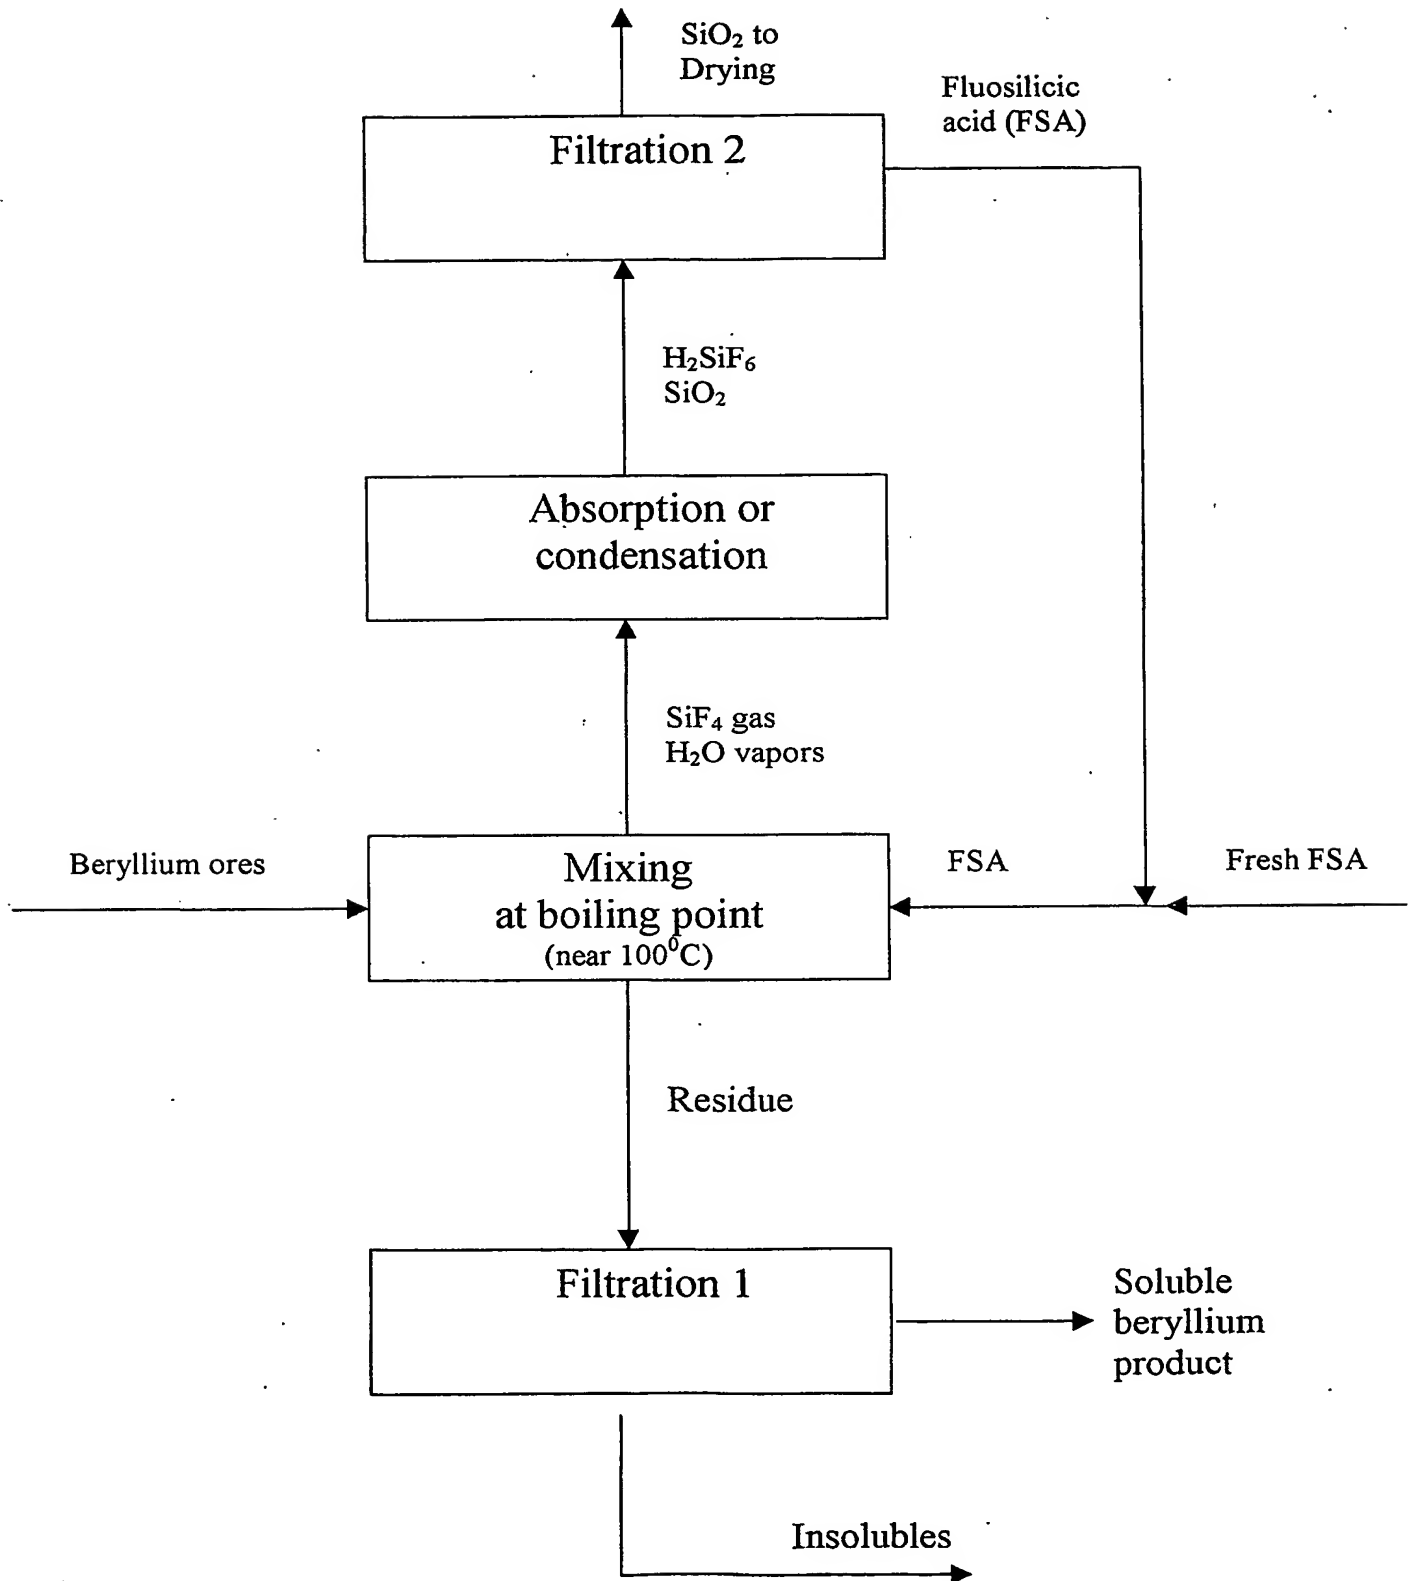 SiO₂ to
Drying
Fluosilicic
acid (FSA)
Filtration 2
H₂SiF₆
SiO₂
Absorption or
condensation
SiF₄ gas
H₂O vapors
Beryllium ores
Mixing
at boiling point
(near 100⁰C)
FSA
Fresh FSA
Residue
Filtration 1
Soluble
beryllium
product
Insolubles